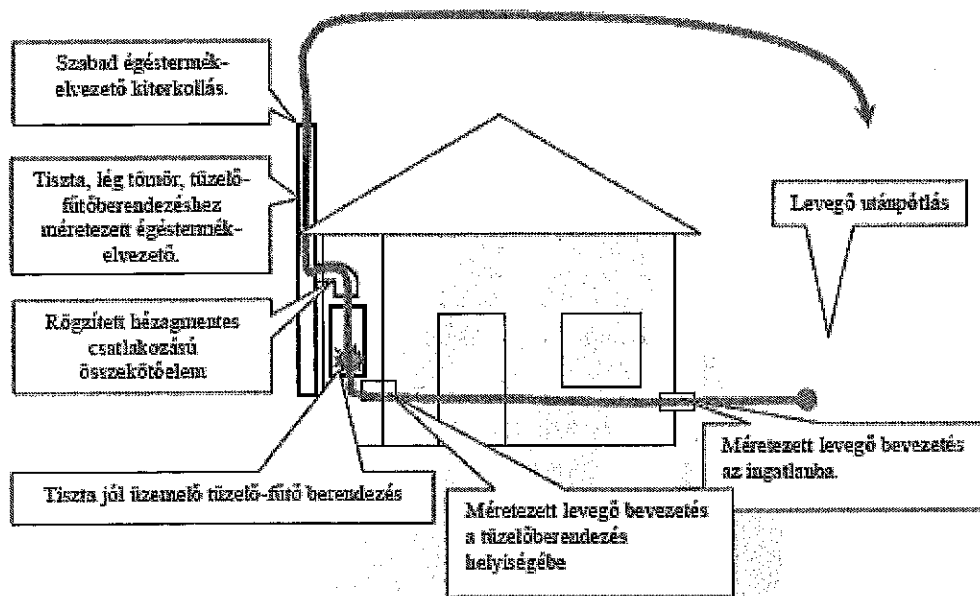 Szabad égéstermék-
elvezető kiterkollás.
Tiszta, lég tömör, tüzelő-
fűtőberendezéshez
méretezett égéstermék-
elvezető.
Levegő utánpótlás
Rögzített hézagmentes
csatlakozású
összekötőelem
Tiszta jól üzemelő tüzelő-fűtő berendezés
Méretezett levegő bevezetés
a tüzelőberendezés
helyiségébe
Méretezett levegő bevezetés
az ingatlanba.